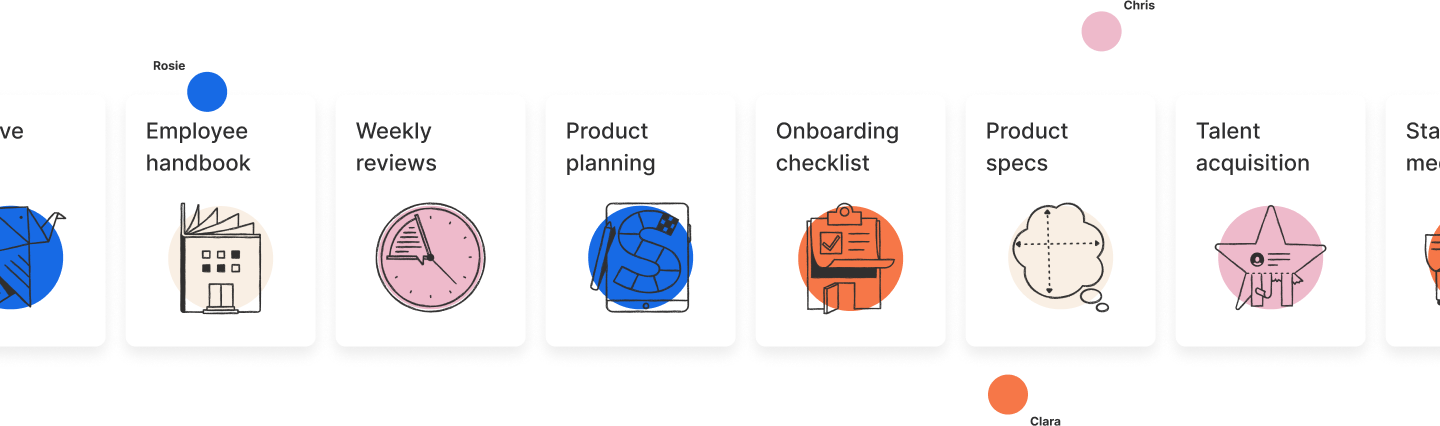 Chris
Rosie
ve
Employee
handbook
Weekly
reviews
Product
planning
Onboarding
checklist
Product
specs
Talent
acquisition
Sta
me
Clara